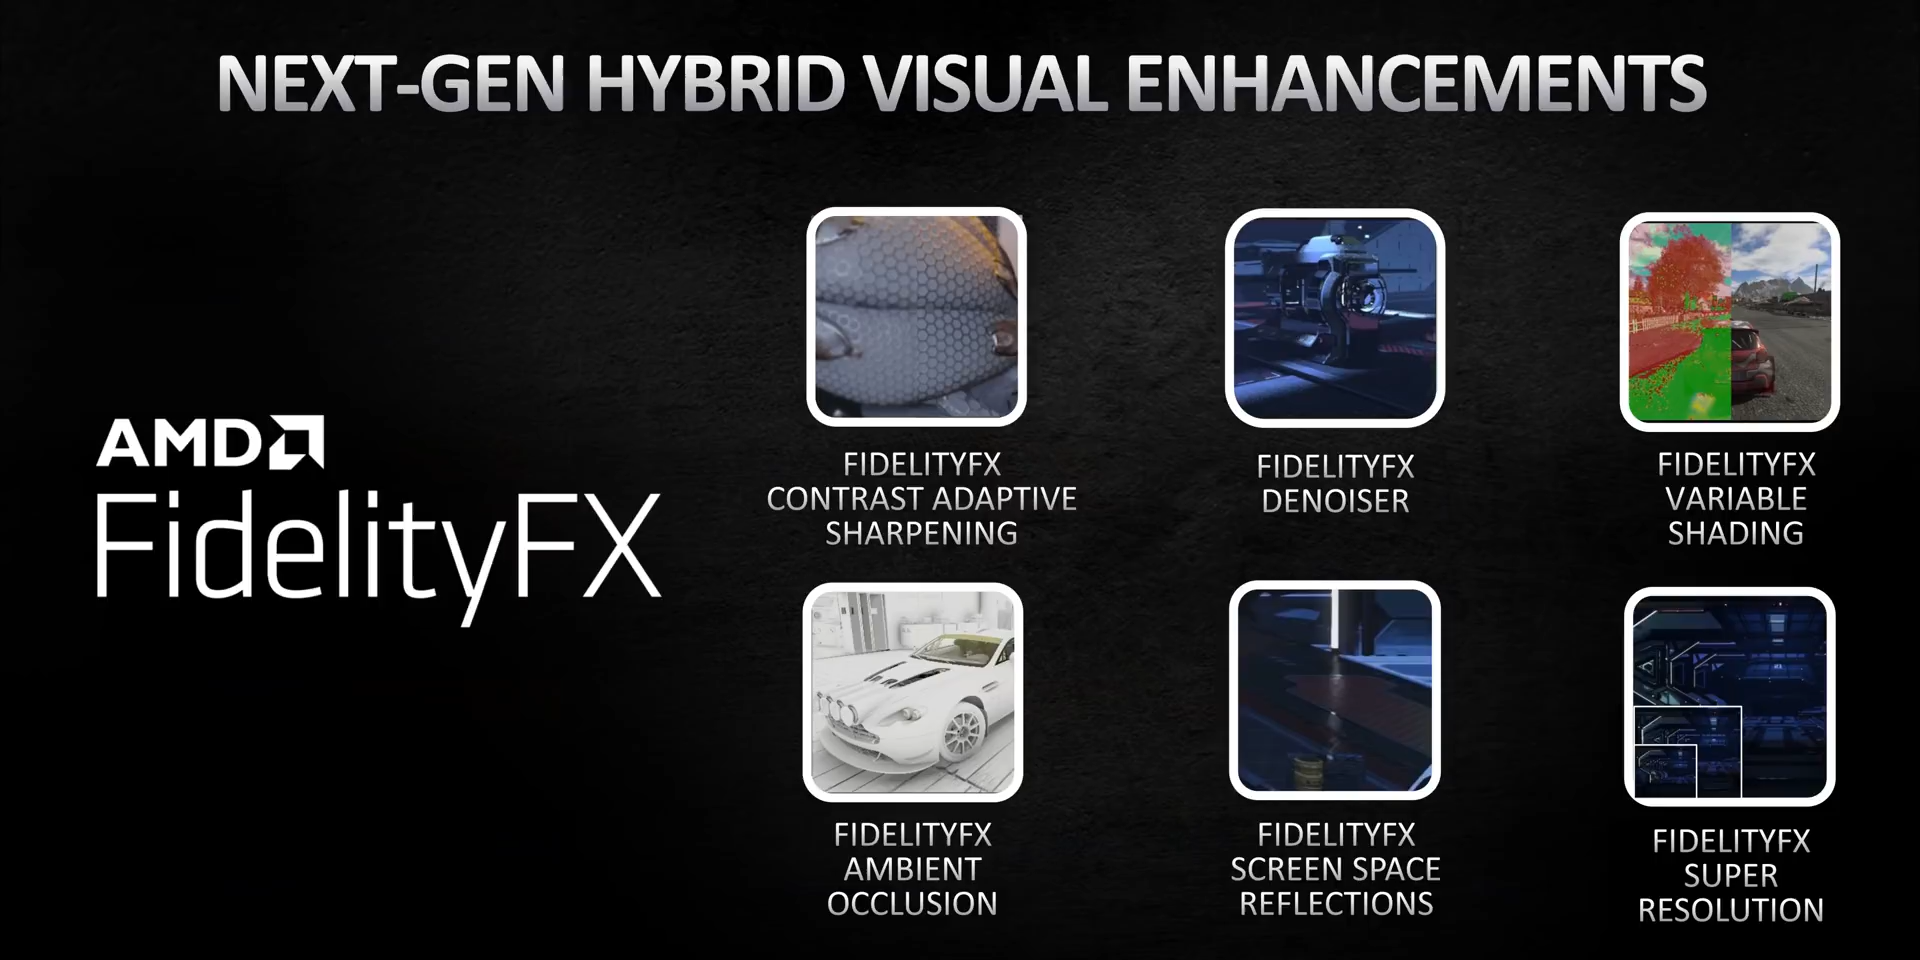 NEXT-GEN HYBRID VISUAL ENHANCEMENTS
AMD
FidelityFX
FIDELITYFX
CONTRAST ADAPTIVE
SHARPENING
FIDELITYFX
DENOISER
FIDELITYFX
VARIABLE
SHADING
FIDELITYFX
AMBIENT
OCCLUSION
FIDELITYFX
SCREEN SPACE
REFLECTIONS
FIDELITYFX
SUPER
RESOLUTION